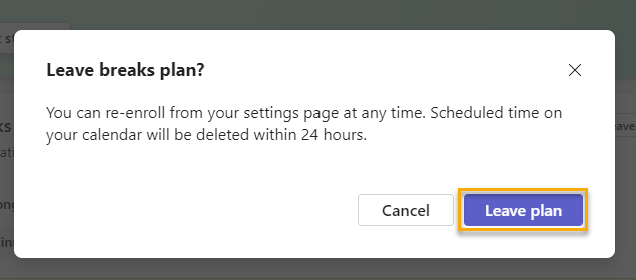 Leave breaks plan?
You can re-enroll from your settings page at any time. Scheduled time on
your calendar will be deleted within 24 hours.
Cancel
Leave plan